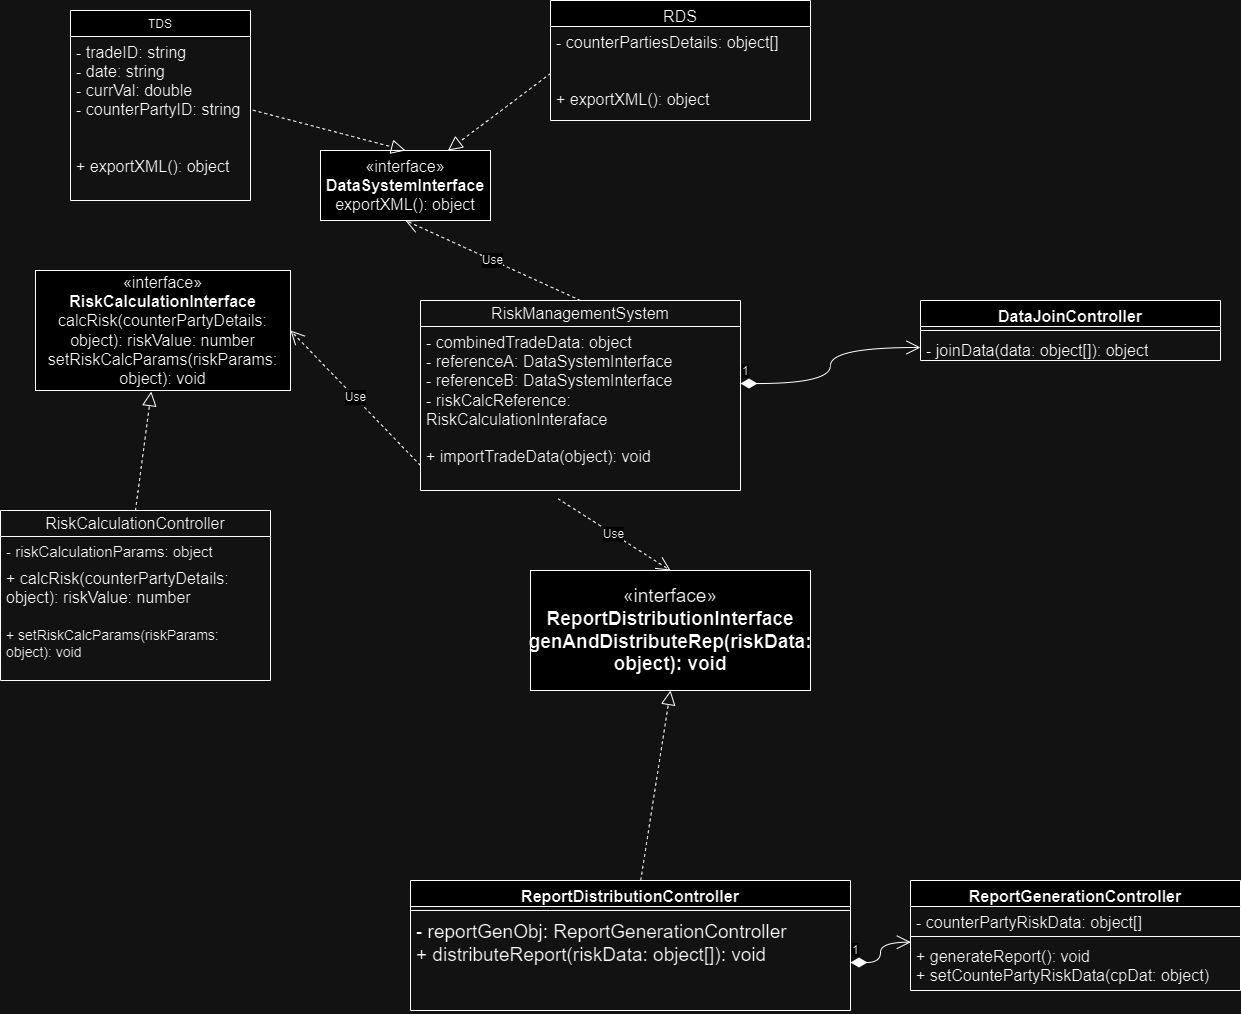 TDS
- tradeID: string
- date: string
- currVal: double
- counterPartyID: string
+ exportXML(): object
RDS
- counterPartiesDetails: object[]
+ exportXML(): object
«interface»
DataSystemInterface
exportXML(): object
Use
«interface»
RiskCalculationInterface
calcRisk(counterPartyDetails:
object): riskValue: number
setRiskCalcParams(riskParams:
object): void
Use
RiskManagementSystem
- combinedTradeData: object
- referenceA: DataSystemInterface
- referenceB: DataSystemInterface
- riskCalcReference:
RiskCalculationInteraface
+ importTradeData(object): void
1
DataJoinController
- joinData(data: object[]): object
RiskCalculationController
- riskCalculationParams: object
+ calcRisk(counterPartyDetails:
object): riskValue: number
+ setRiskCalcParams(riskParams:
object): void
Use
«interface»
ReportDistributionInterface
genAndDistributeRep(riskData:
object): void
ReportDistributionController
- reportGenObj: ReportGenerationController
+ distributeReport(riskData: object[]): void
1
ReportGenerationController
- counterPartyRiskData: object[]
+ generateReport(): void
+ setCountePartyRiskData(cpDat: object)